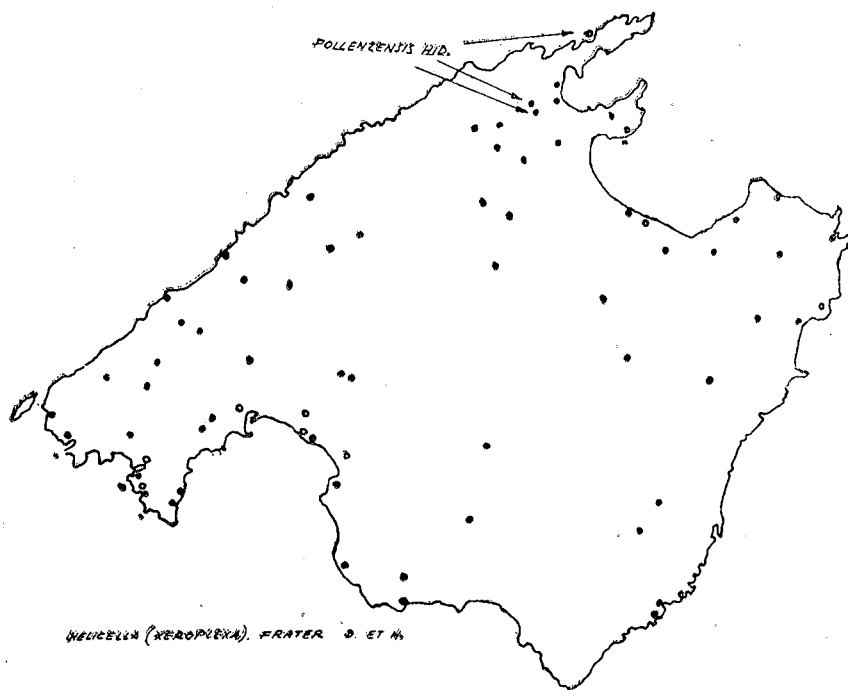 POLLENZENSIS HID.
HELICELLA (XEROPLEXA). FRATER D. ET H.